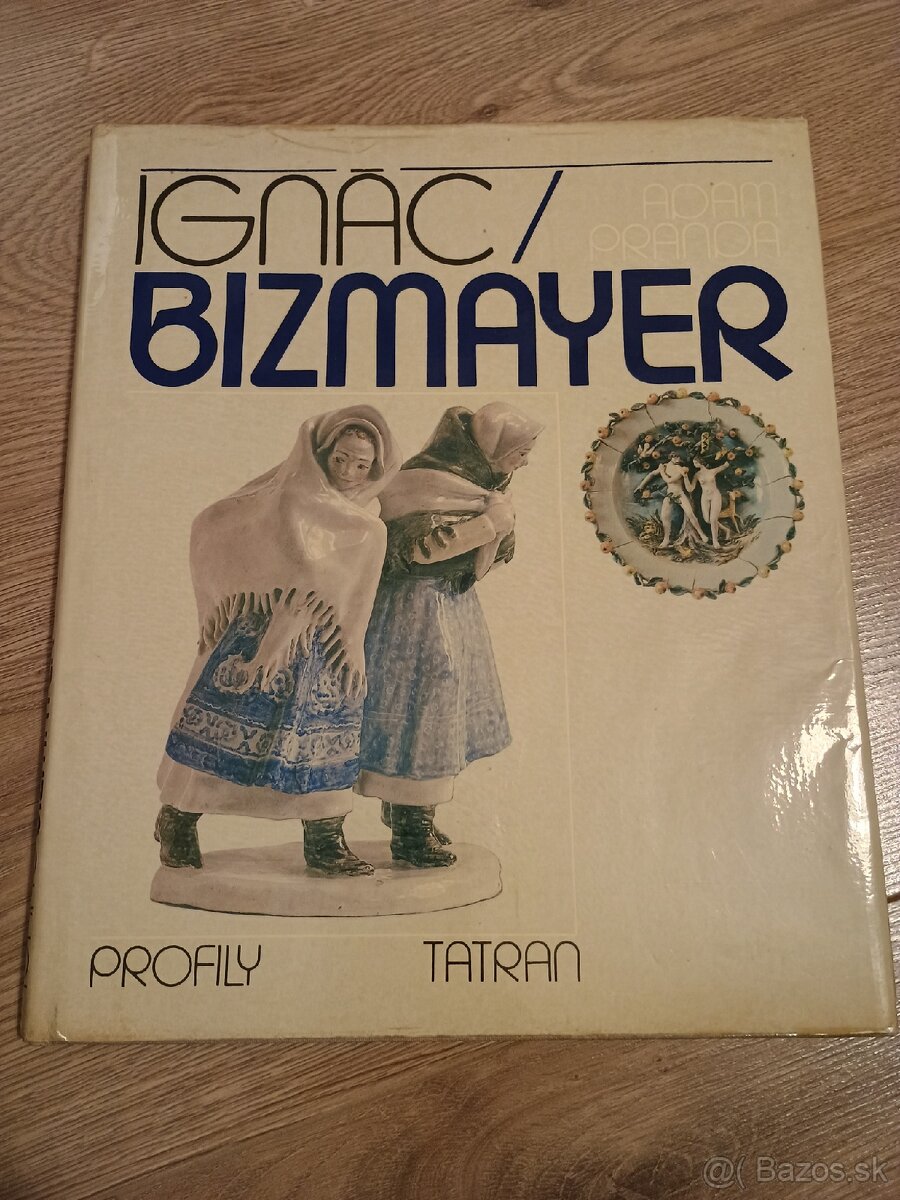 IGNÁC/
ADAM
PRANDA
BIZMAYER
PROFILY
TATRAN
@( Bazos.sk